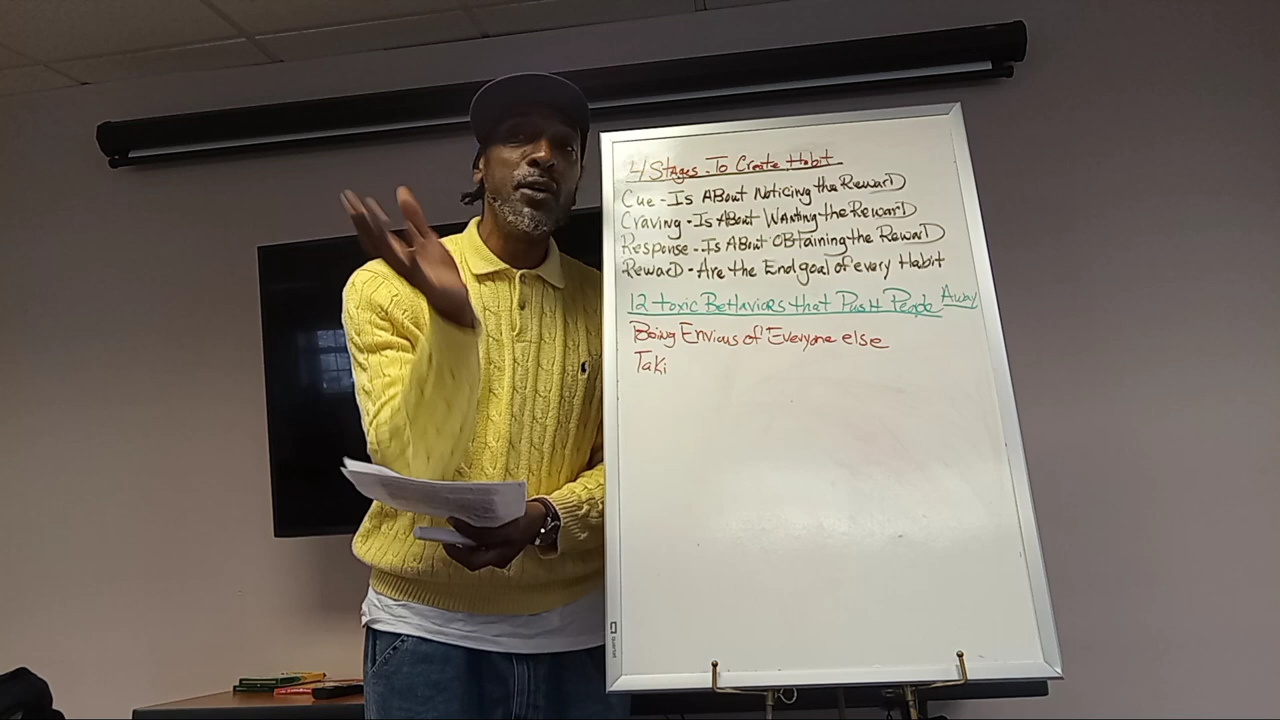 4 Stages - To Create Habit
Cue - Is ABout Noticing the RewarD
Craving - Is ABout Wanting the RewarD
Response - Is ABout OBtaining the RewarD
RewarD - Are the End goal of every Habit
12 toxic BeHaviors that PusH People Away
Being Envious of Everyone else
Taki